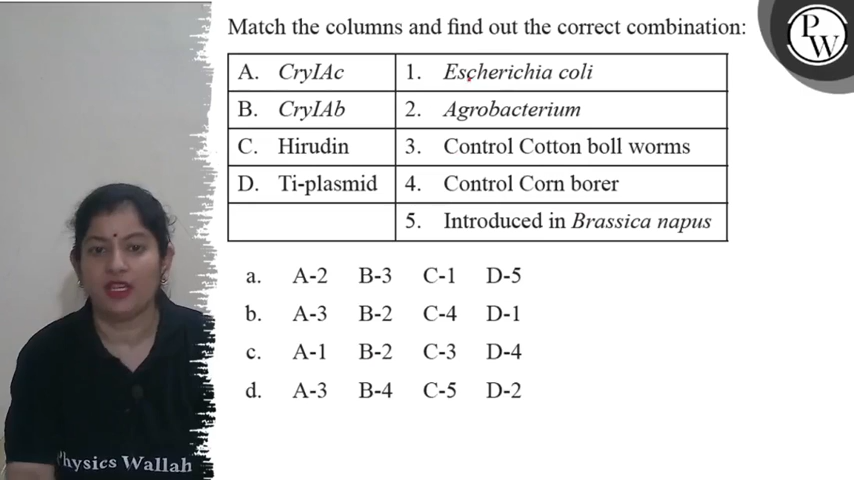 Match the columns and find out the correct combination:
A. CryIAc 1. Escherichia coli
B. CryIAb 2. Agrobacterium
C. Hirudin 3. Control Cotton boll worms
D. Ti-plasmid 4. Control Corn borer
5. Introduced in Brassica napus
a. A-2 B-3 C-1 D-5
b. A-3 B-2 C-4 D-1
c. A-1 B-2 C-3 D-4
d. A-3 B-4 C-5 D-2
PW
Physics Wallah